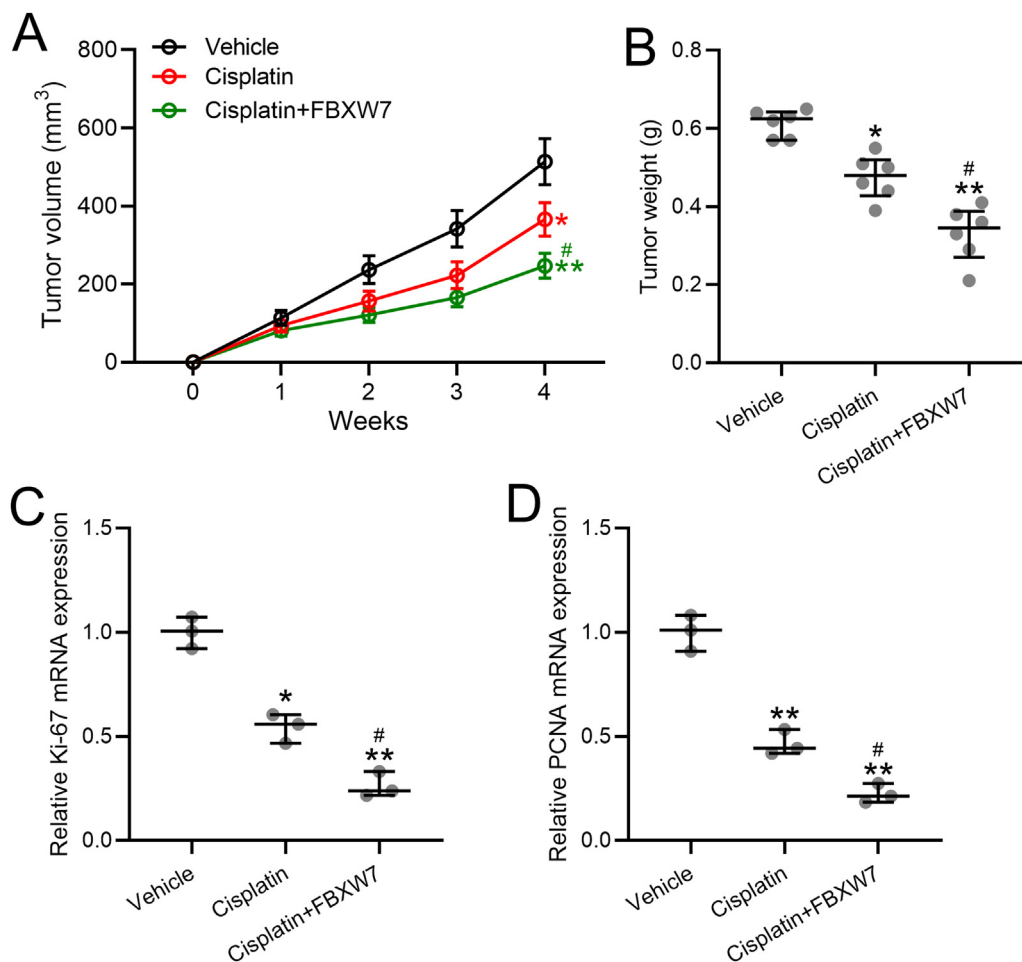 A
Tumor volume (mm³)
800
600
400
200
0
Vehicle
Cisplatin
Cisplatin+FBXW7
*
#
**
0 1 2 3 4
Weeks
B
Tumor weight (g)
0.8
0.6
0.4
0.2
0.0
*
#
**
Vehicle
Cisplatin
Cisplatin+FBXW7
C
Relative Ki-67 mRNA expression
1.5
1.0
0.5
0.0
*
#
**
Vehicle
Cisplatin
Cisplatin+FBXW7
D
Relative PCNA mRNA expression
1.5
1.0
0.5
0.0
**
#
**
Vehicle
Cisplatin
Cisplatin+FBXW7